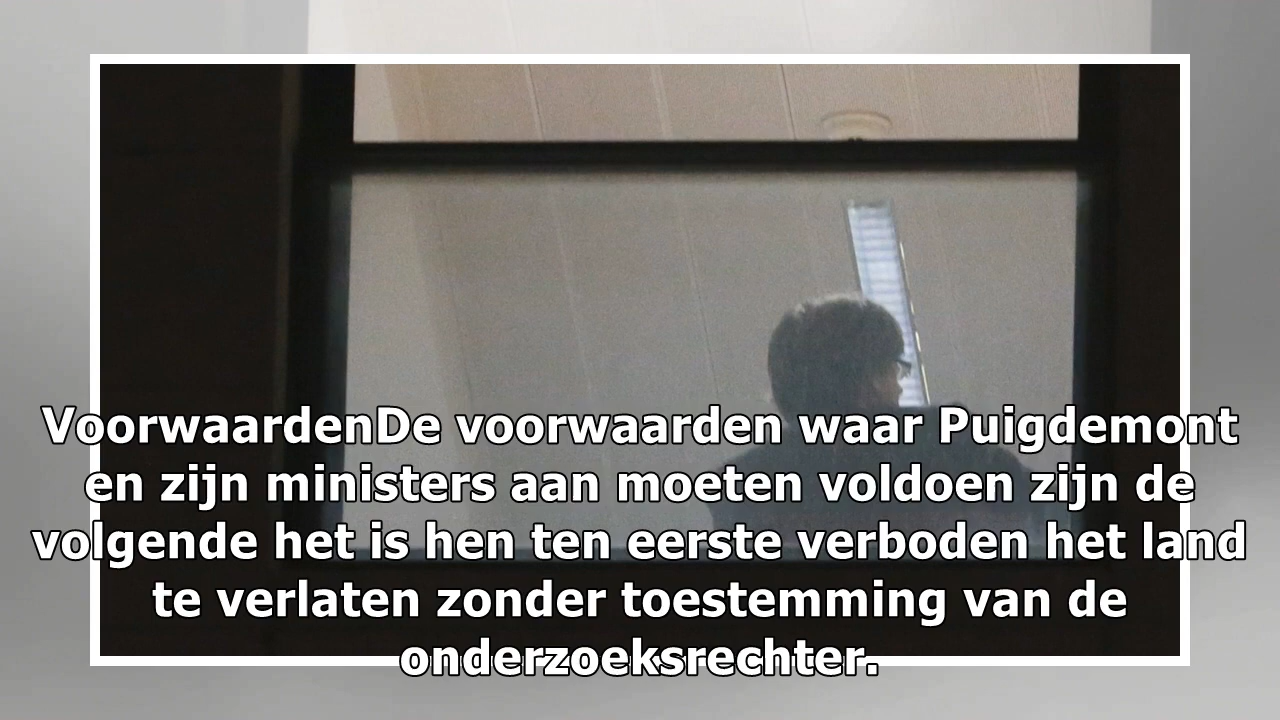 VoorwaardenDe voorwaarden waar Puigdemont
en zijn ministers aan moeten voldoen zijn de
volgende het is hen ten eerste verboden het land
te verlaten zonder toestemming van de
onderzoeksrechter.